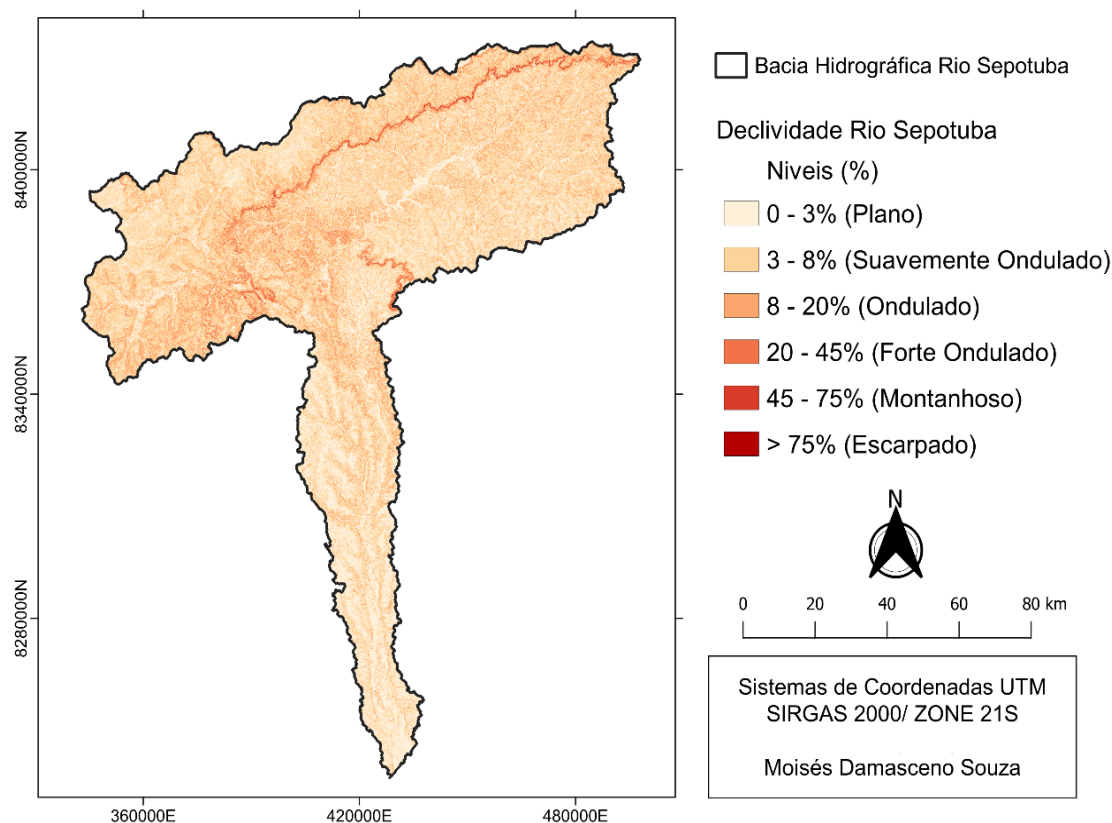 8400000N
8340000N
8280000N
360000E
420000E
480000E
Bacia Hidrográfica Rio Sepotuba
Declividade Rio Sepotuba
Niveis (%)
0 - 3% (Plano)
3 - 8% (Suavemente Ondulado)
8 - 20% (Ondulado)
20 - 45% (Forte Ondulado)
45 - 75% (Montanhoso)
> 75% (Escarpado)
N
0 20 40 60 80 km
Sistemas de Coordenadas UTM
SIRGAS 2000/ ZONE 21S
Moisés Damasceno Souza